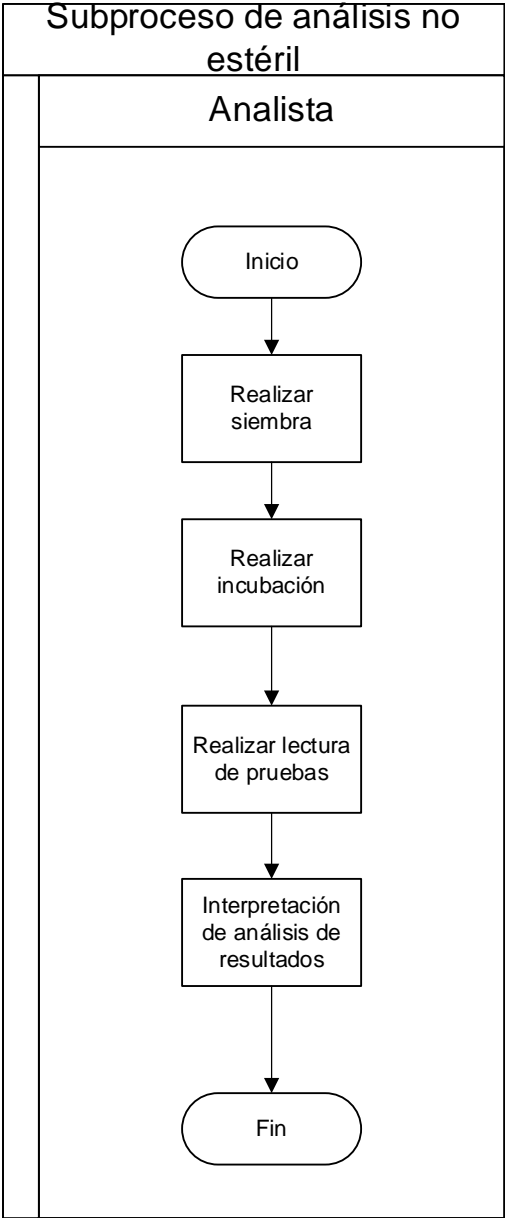 Subproceso de análisis no
estéril
Analista
Inicio
Realizar
siembra
Realizar
incubación
Realizar lectura
de pruebas
Interpretación
de análisis de
resultados
Fin